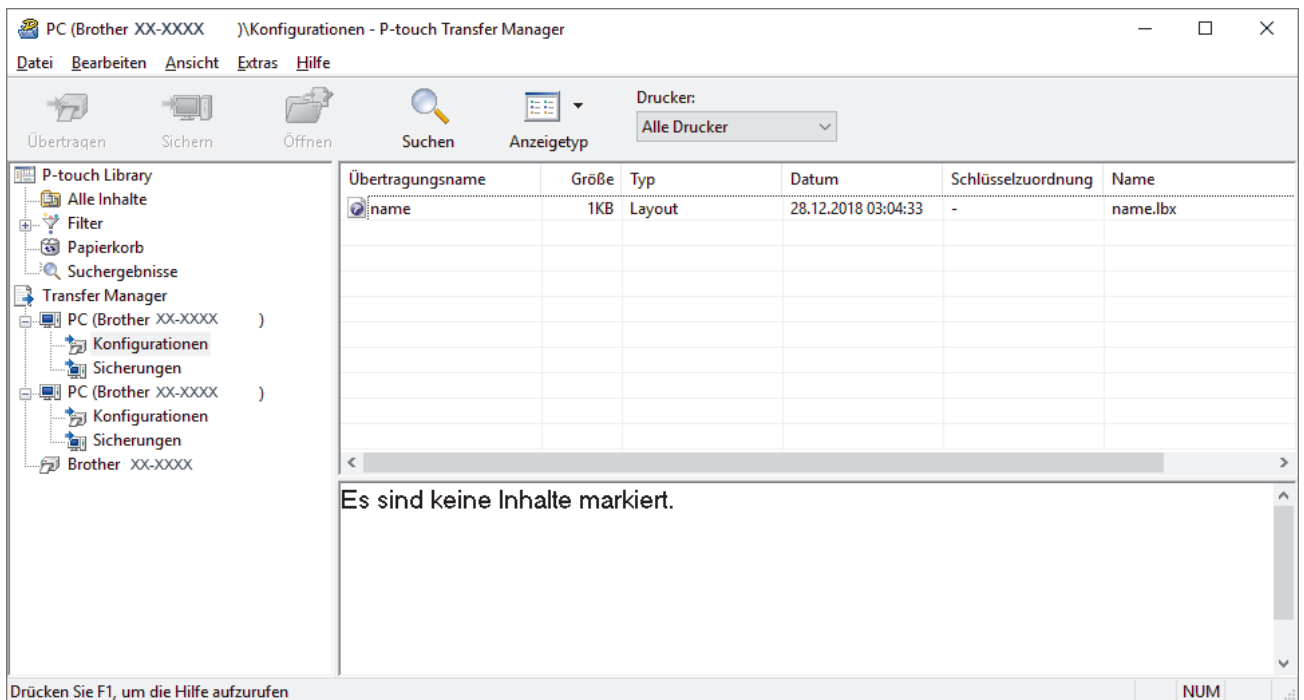 PC (Brother XX-XXXX )\Konfigurationen - P-touch Transfer Manager
Datei Bearbeiten Ansicht Extras Hilfe
Übertragen Sichern Öffnen Suchen Anzeigetyp
Drucker:
Alle Drucker
P-touch Library
Alle Inhalte
Filter
Papierkorb
Suchergebnisse
Transfer Manager
PC (Brother XX-XXXX )
Konfigurationen
Sicherungen
PC (Brother XX-XXXX )
Konfigurationen
Sicherungen
Brother XX-XXXX
Übertragungsname Größe Typ Datum Schlüsselzuordnung Name
name 1KB Layout 28.12.2018 03:04:33 - name.lbx
Es sind keine Inhalte markiert.
Drücken Sie F1, um die Hilfe aufzurufen NUM